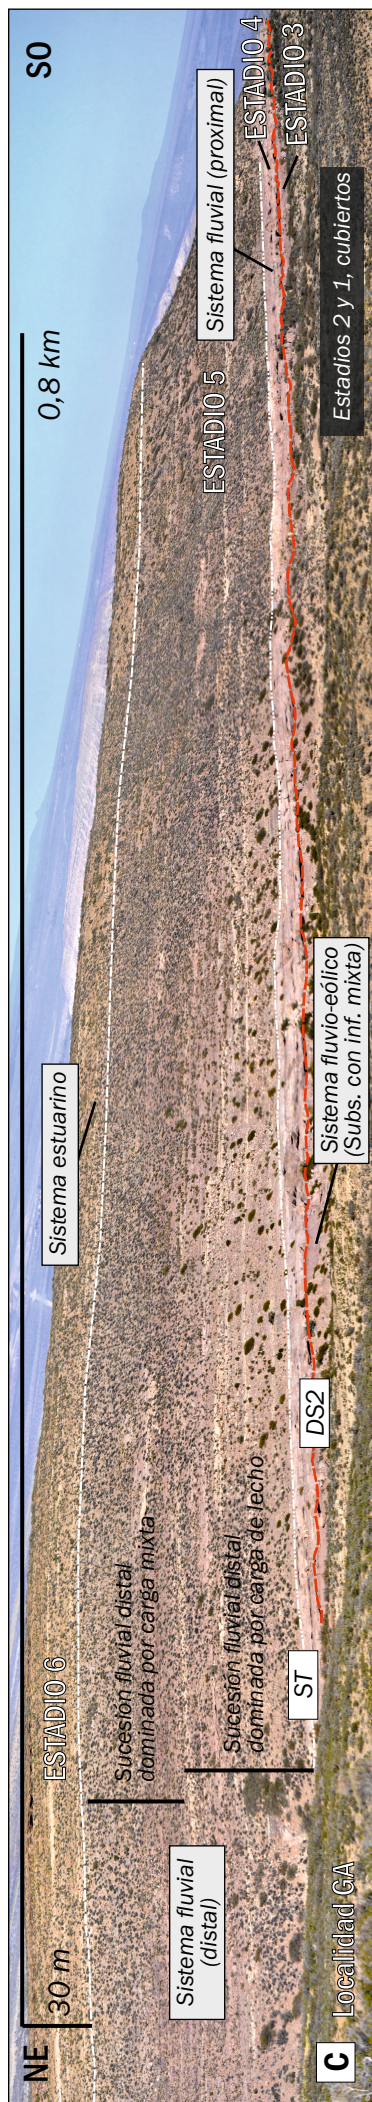 NE
SO
30 m
0,8 km
ESTADIO 6
Sistema estuarino
Sucesión fluvial distal
dominada por carga mixta
Sistema fluvial
(distal)
Sucesión fluvial distal
dominada por carga de lecho
ESTADIO 5
Sistema fluvial (proximal)
ESTADIO 4
ESTADIO 3
ST
DS2
Sistema fluvio-eólico
(Subs. con inf. mixta)
Estadios 2 y 1, cubiertos
C
Localidad GA